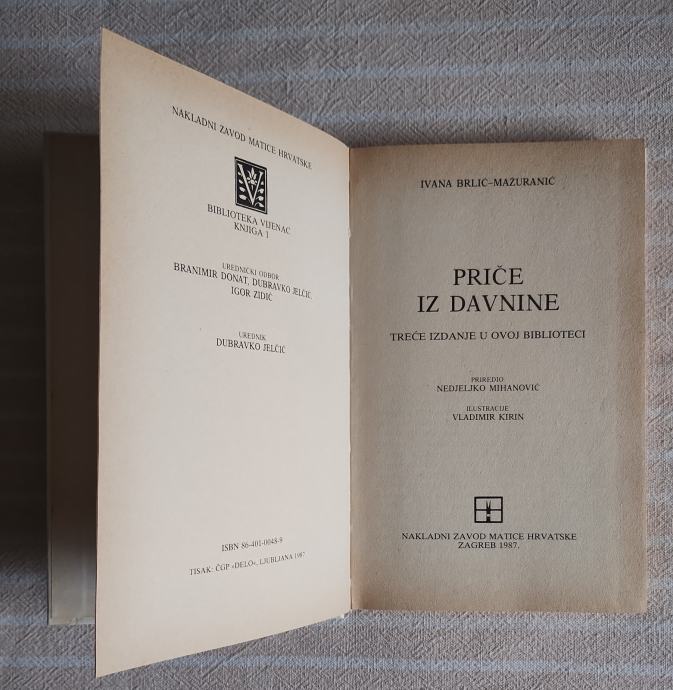 NAKLADNI ZAVOD MATICE HRVATSKE
V
BIBLIOTEKA VIJENAC
KNJIGA 1
UREDNIČKI ODBOR
BRANIMIR DONAT, DUBRAVKO JELČIĆ,
IGOR ZIDIĆ
UREDNIK
DUBRAVKO JELČIĆ
ISBN 86-401-0048-9
TISAK: ČGP »DELO«, LJUBLJANA 1987
IVANA BRLIĆ-MAŽURANIĆ
PRIČE
IZ DAVNINE
TREĆE IZDANJE U OVOJ BIBLIOTECI
PRIREDIO
NEDJELJKO MIHANOVIĆ
ILUSTRACIJE
VLADIMIR KIRIN
NAKLADNI ZAVOD MATICE HRVATSKE
ZAGREB 1987.